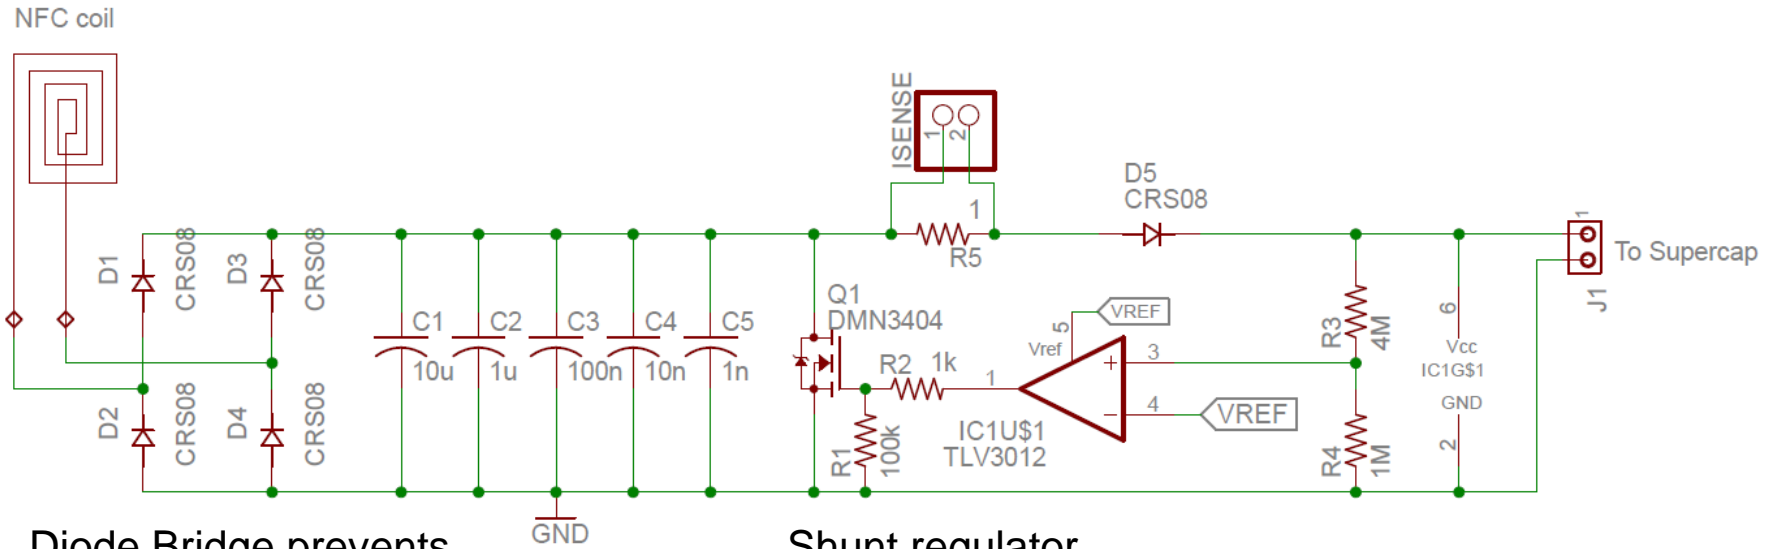 NFC coil
ISENSE
1
2
D5
CRS08
1
R5
1
To Supercap
J1
D1
CRS08
D3
CRS08
Q1
DMN3404
VREF
5
Vref
6
Vcc
IC1G$1
GND
2
R3
4M
C1
10u
C2
1u
C3
100n
C4
10n
C5
1n
R2
1k
1
+
3
-
4
VREF
D2
CRS08
D4
CRS08
R1
100k
IC1U$1
TLV3012
R4
1M
GND
Diode Bridge prevents
Shunt regulator